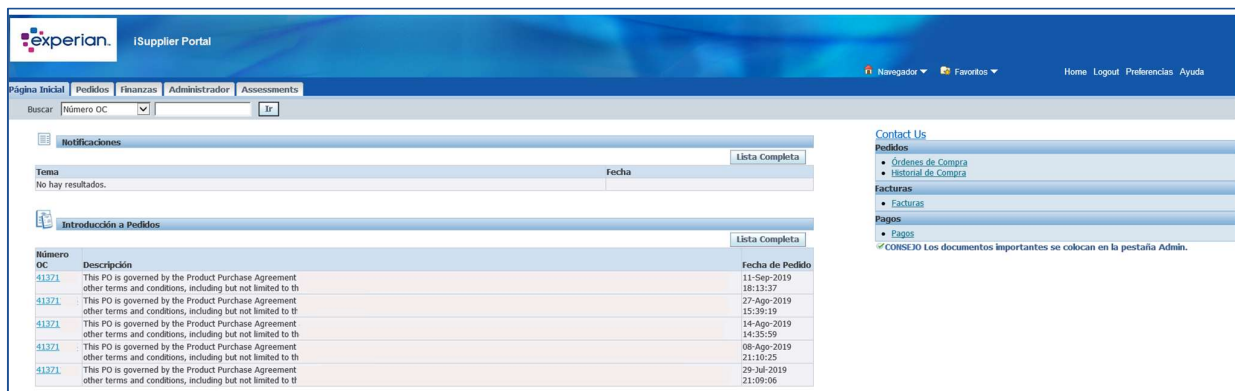 experian.
iSupplier Portal
Navegador Favoritos Home Logout Preferencias Ayuda
Página Inicial Pedidos Finanzas Administrador Assessments
Buscar Número OC Ir
Notificaciones
Lista Completa
Tema Fecha
No hay resultados.
Introducción a Pedidos
Lista Completa
Número
OC Descripción Fecha de Pedido
41371 This PO is governed by the Product Purchase Agreement 11-Sep-2019
other terms and conditions, including but not limited to th 18:13:37
41371 This PO is governed by the Product Purchase Agreement 27-Ago-2019
other terms and conditions, including but not limited to th 15:39:19
41371 This PO is governed by the Product Purchase Agreement 14-Ago-2019
other terms and conditions, including but not limited to th 14:35:59
41371 This PO is governed by the Product Purchase Agreement 08-Ago-2019
other terms and conditions, including but not limited to th 21:10:25
41371 This PO is governed by the Product Purchase Agreement 29-Jul-2019
other terms and conditions, including but not limited to th 21:09:06
Contact Us
Pedidos
Órdenes de Compra
Historial de Compra
Facturas
Facturas
Pagos
Pagos
CONSEJO Los documentos importantes se colocan en la pestaña Admin.